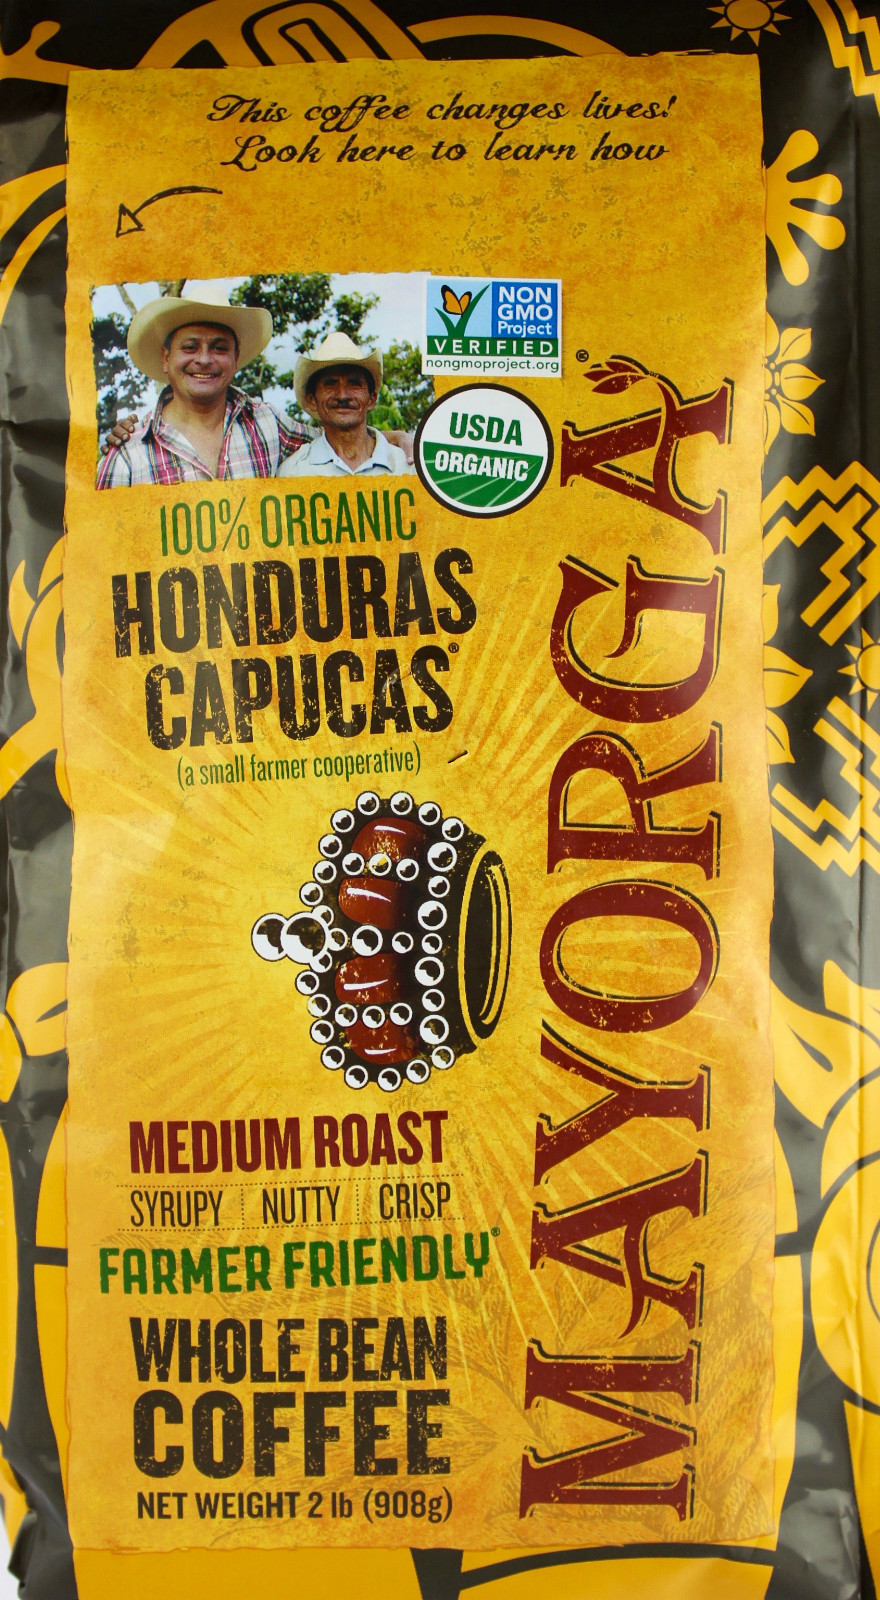 This coffee changes lives!
Look here to learn how
NON
GMO
Project
VERIFIED
nongmoproject.org
USDA
ORGANIC
100% ORGANIC
HONDURAS
CAPUCAS®
(a small farmer cooperative)
MAYORGA®
MEDIUM ROAST
SYRUPY NUTTY CRISP
FARMER FRIENDLY®
WHOLE BEAN
COFFEE
NET WEIGHT 2 lb (908g)